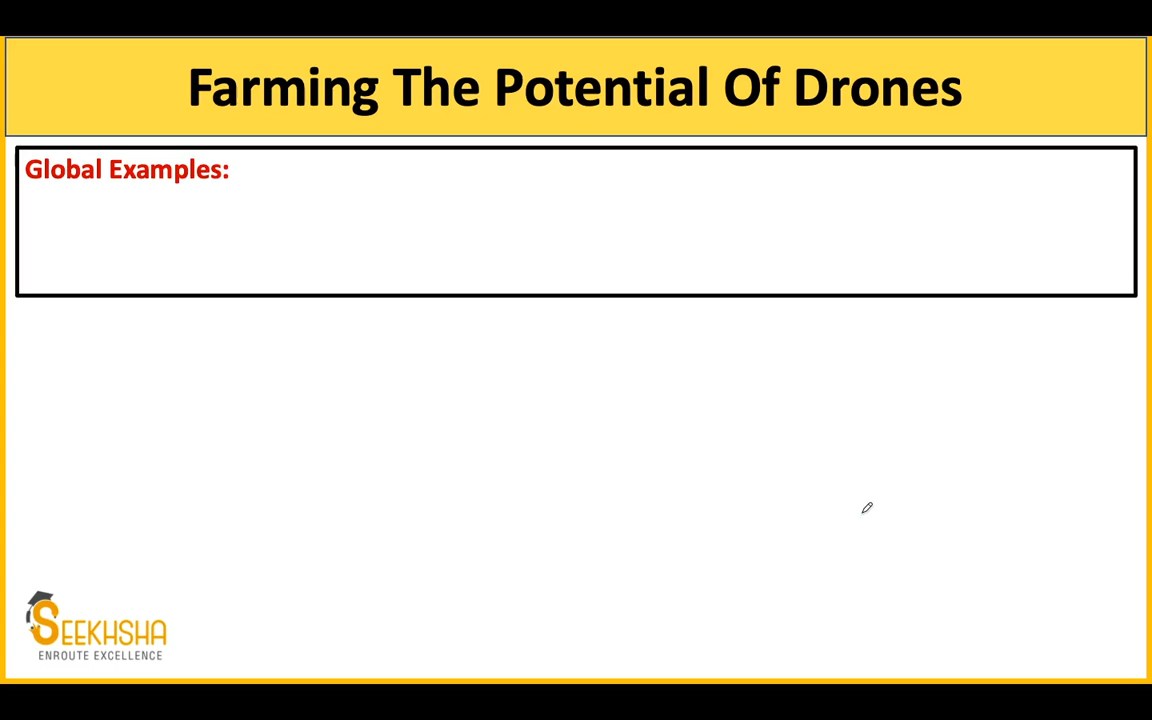 Farming The Potential Of Drones
Global Examples:
SEEKHSHA
ENROUTE EXCELLENCE